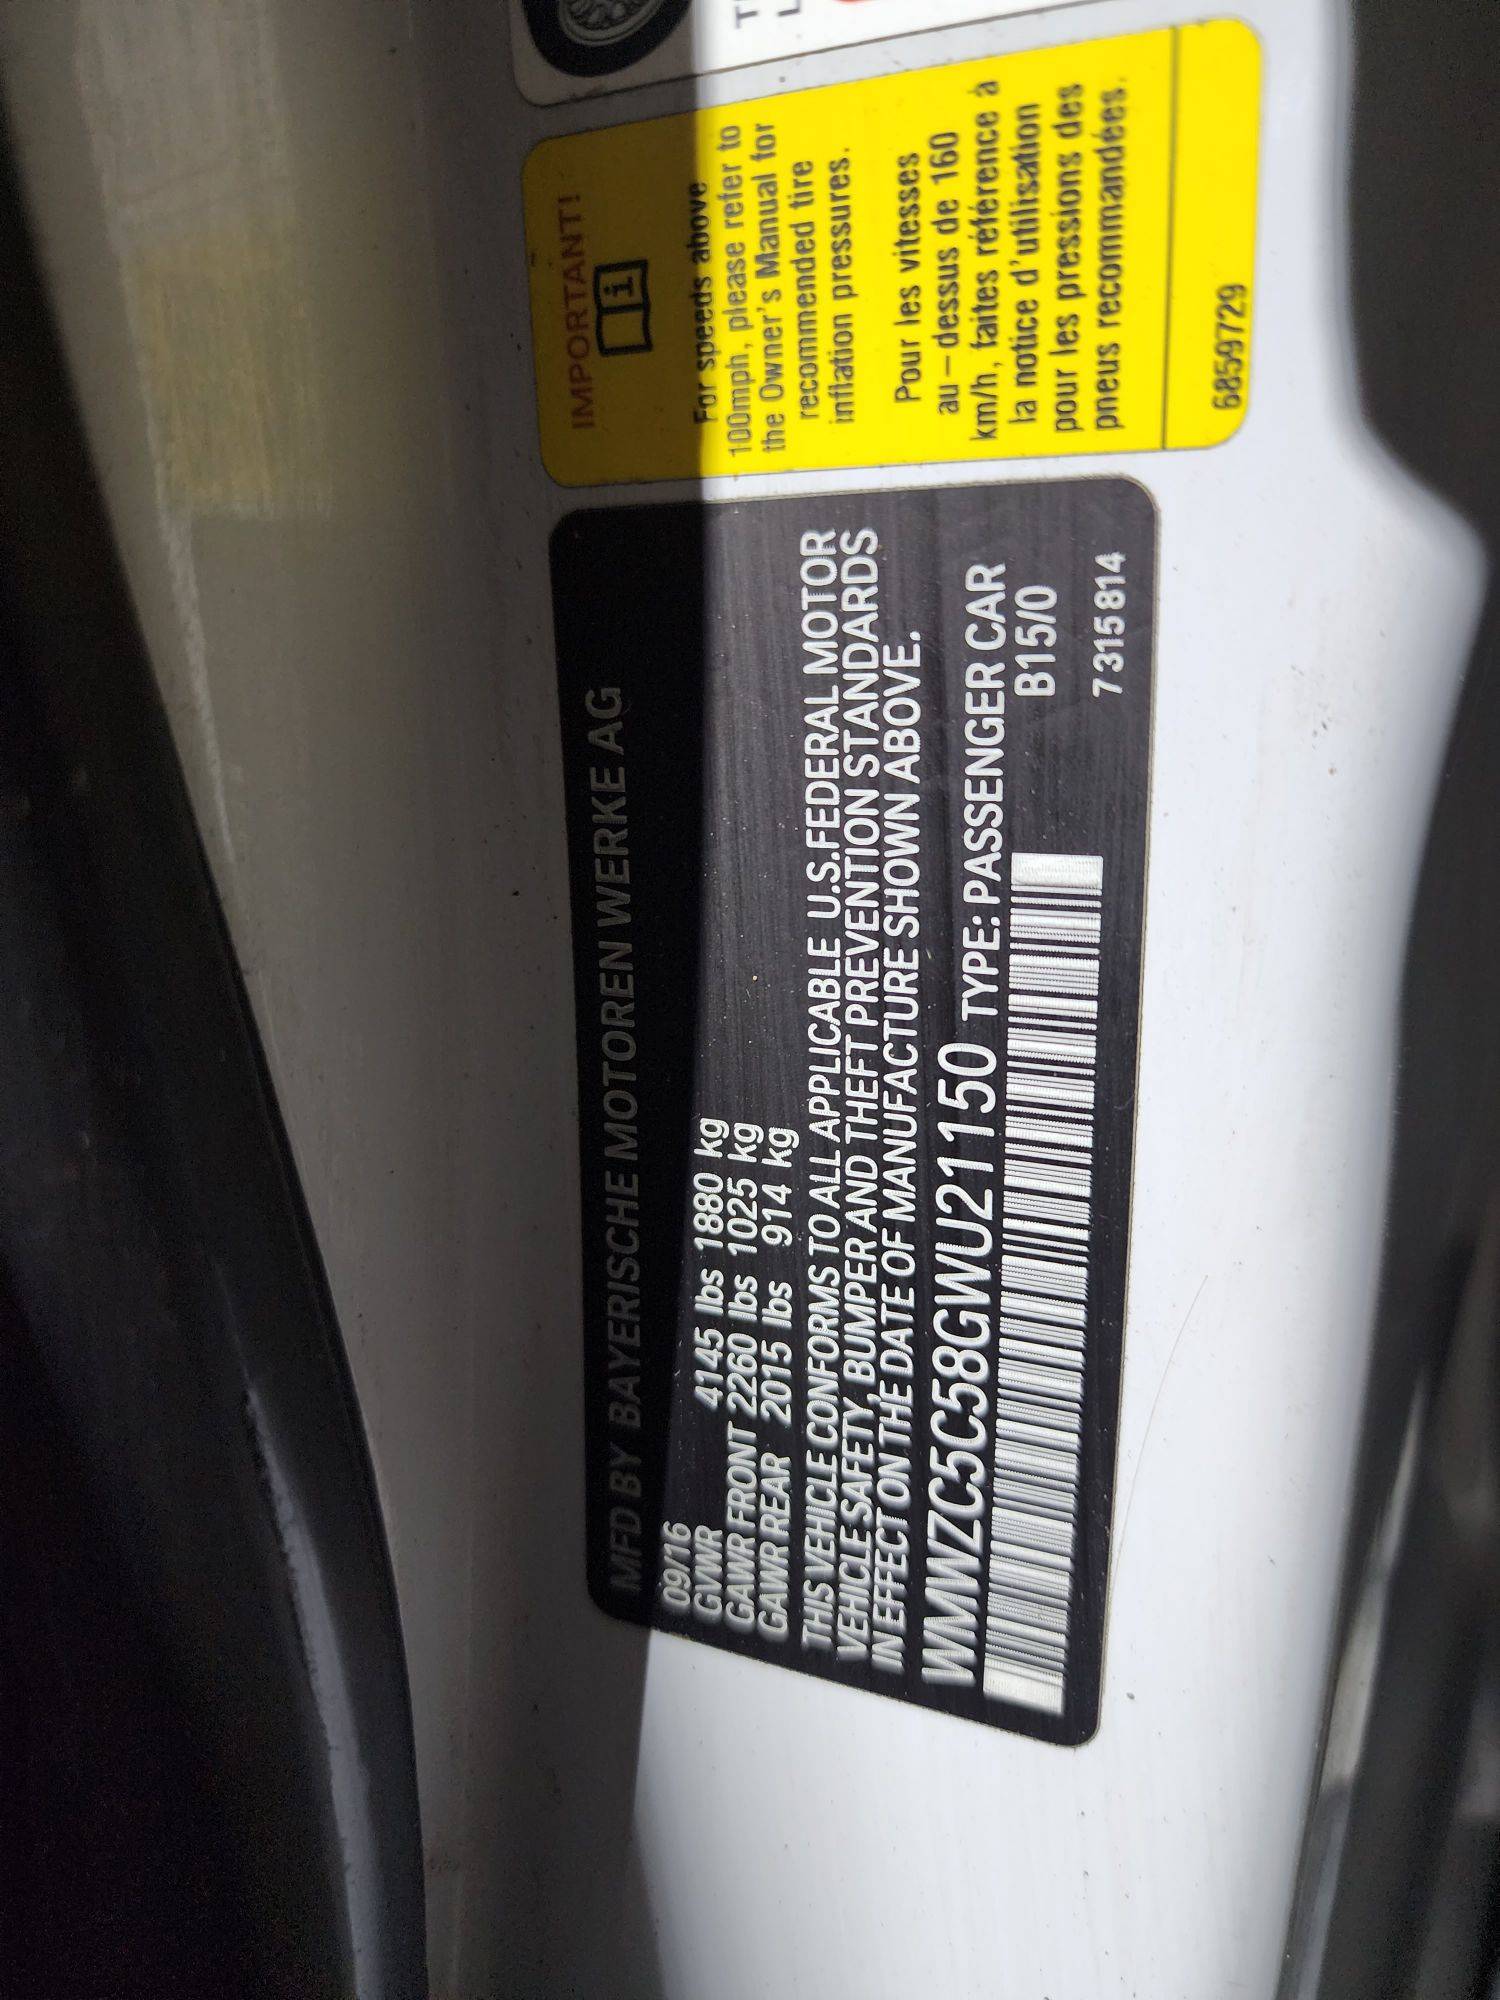 MFD BY BAYERISCHE MOTOREN WERKE AG
09/16
GVWR 4145 lbs 1880 kg
GAWR FRONT 2260 lbs 1025 kg
GAWR REAR 2015 lbs 914 kg
THIS VEHICLE CONFORMS TO ALL APPLICABLE U.S.FEDERAL MOTOR
VEHICLE SAFETY, BUMPER AND THEFT PREVENTION STANDARDS
IN EFFECT ON THE DATE OF MANUFACTURE SHOWN ABOVE.
WMWZC5C58GWU21150 TYPE: PASSENGER CAR
B15/0
7315814
IMPORTANT!
i
For speeds above
100mph, please refer to
the Owner's Manual for
recommended tire
inflation pressures.
Pour les vitesses
au-dessus de 160
km/h, faites référence à
la notice d'utilisation
pour les pressions des
pneus recommandées.
68597729